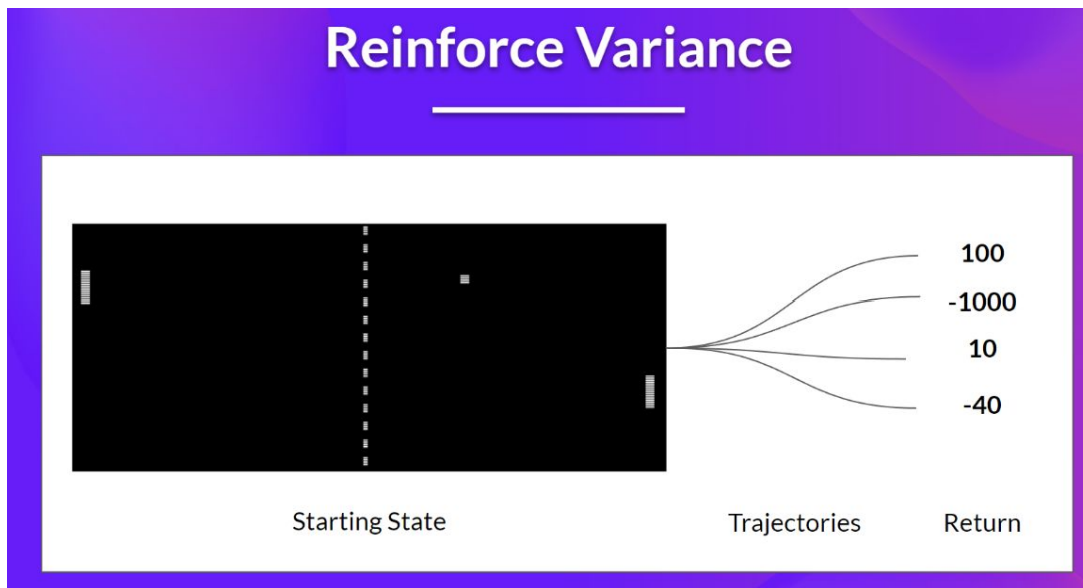 Reinforce Variance
100
-1000
10
-40
Starting State
Trajectories
Return